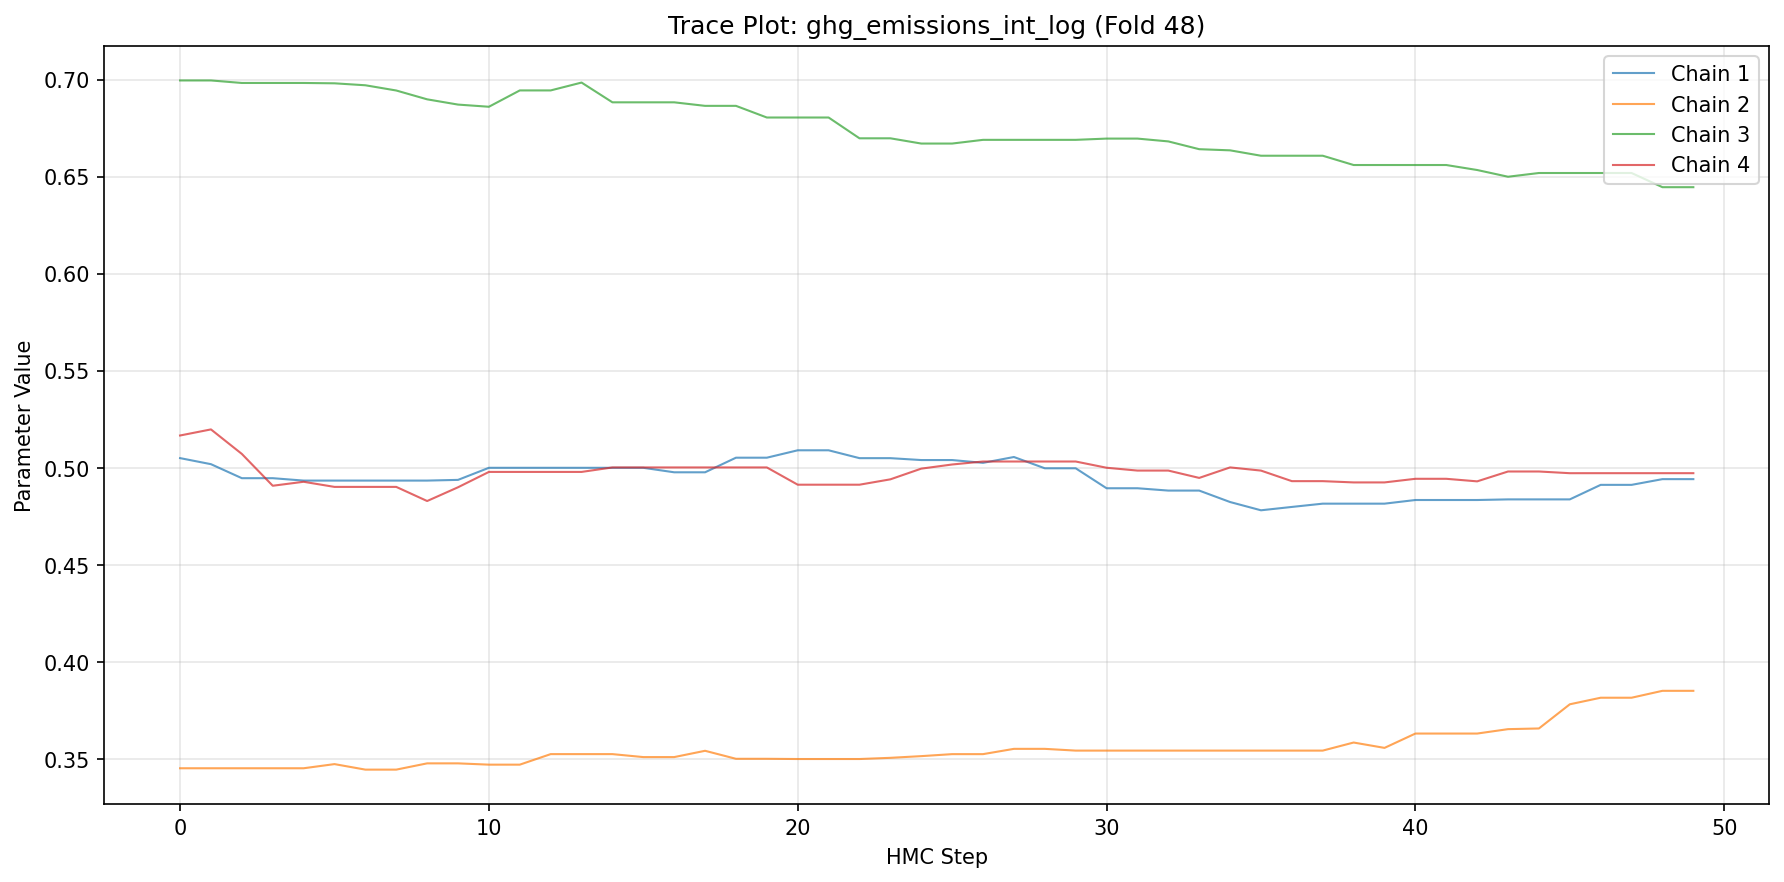 Trace Plot: ghg_emissions_int_log (Fold 48)
Chain 1
Chain 2
Chain 3
Chain 4
Parameter Value
0.70
0.65
0.60
0.55
0.50
0.45
0.40
0.35
0 10 20 30 40 50
HMC Step